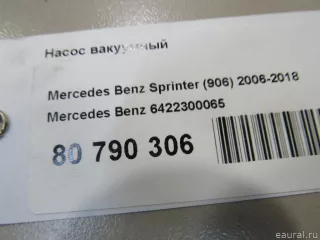 Насос вакуумный
Mercedes Benz Sprinter (906) 2006-2018
Mercedes Benz 6422300065
80 790 306
eaural.ru